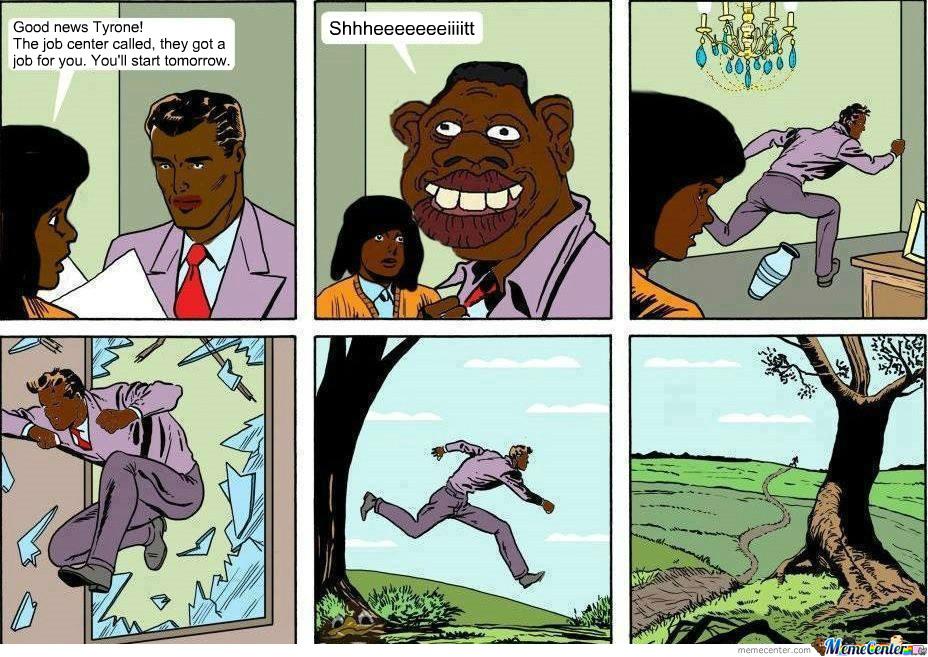 Good news Tyrone!
The job center called, they got a
job for you. You'll start tomorrow.
Shhheeeeeeeiiiitt
memecenter.com MemeCenter